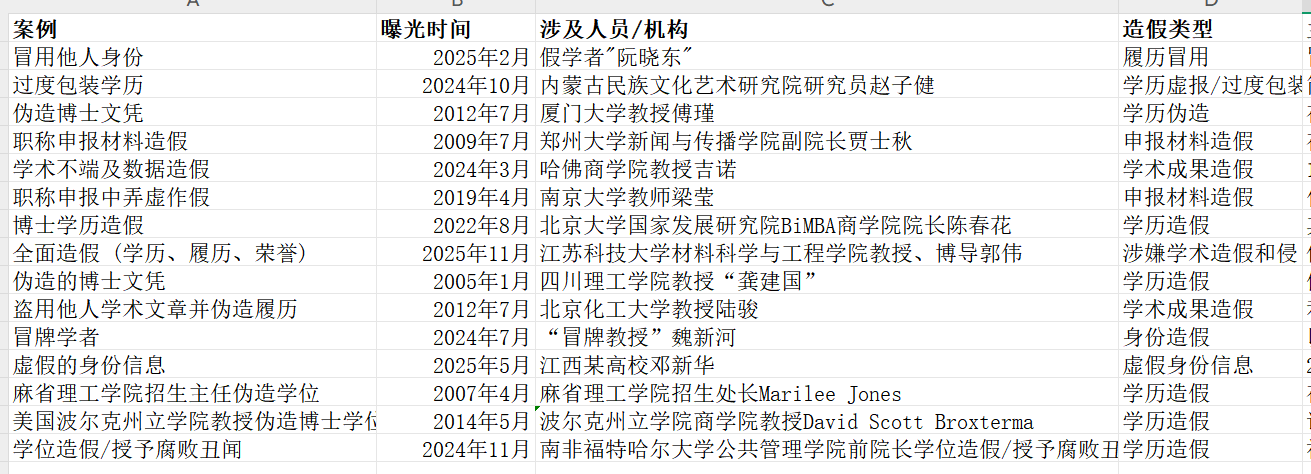 A B C D
案例 曝光时间 涉及人员/机构 造假类型
冒用他人身份 2025年2月 假学者"阮晓东" 履历冒用
过度包装学历 2024年10月 内蒙古民族文化艺术研究院研究员赵子健 学历虚报/过度包装
伪造博士文凭 2012年7月 厦门大学教授傅瑾 学历伪造
职称申报材料造假 2009年7月 郑州大学新闻与传播学院副院长贾士秋 申报材料造假
学术不端及数据造假 2024年3月 哈佛商学院教授吉诺 学术成果造假
职称申报中弄虚作假 2019年4月 南京大学教师梁莹 申报材料造假
博士学历造假 2022年8月 北京大学国家发展研究院BiMBA商学院院长陈春花 学历造假
全面造假（学历、履历、荣誉） 2025年11月 江苏科技大学材料科学与工程学院教授、博导郭伟 涉嫌学术造假和侵
伪造的博士文凭 2005年1月 四川理工学院教授“龚建国” 学历造假
盗用他人学术文章并伪造履历 2012年7月 北京化工大学教授陆骏 学术成果造假
冒牌学者 2024年7月 “冒牌教授”魏新河 身份造假
虚假的身份信息 2025年5月 江西某高校邓新华 虚假身份信息
麻省理工学院招生主任伪造学位 2007年4月 麻省理工学院招生处长Marilee Jones 学历造假
美国波尔克州立学院教授伪造博士学位 2014年5月 波尔克州立学院商学院教授David Scott Broxterma 学历造假
学位造假/授予腐败丑闻 2024年11月 南非福特哈尔大学公共管理学院前院长学位造假/授予腐败丑 学历造假